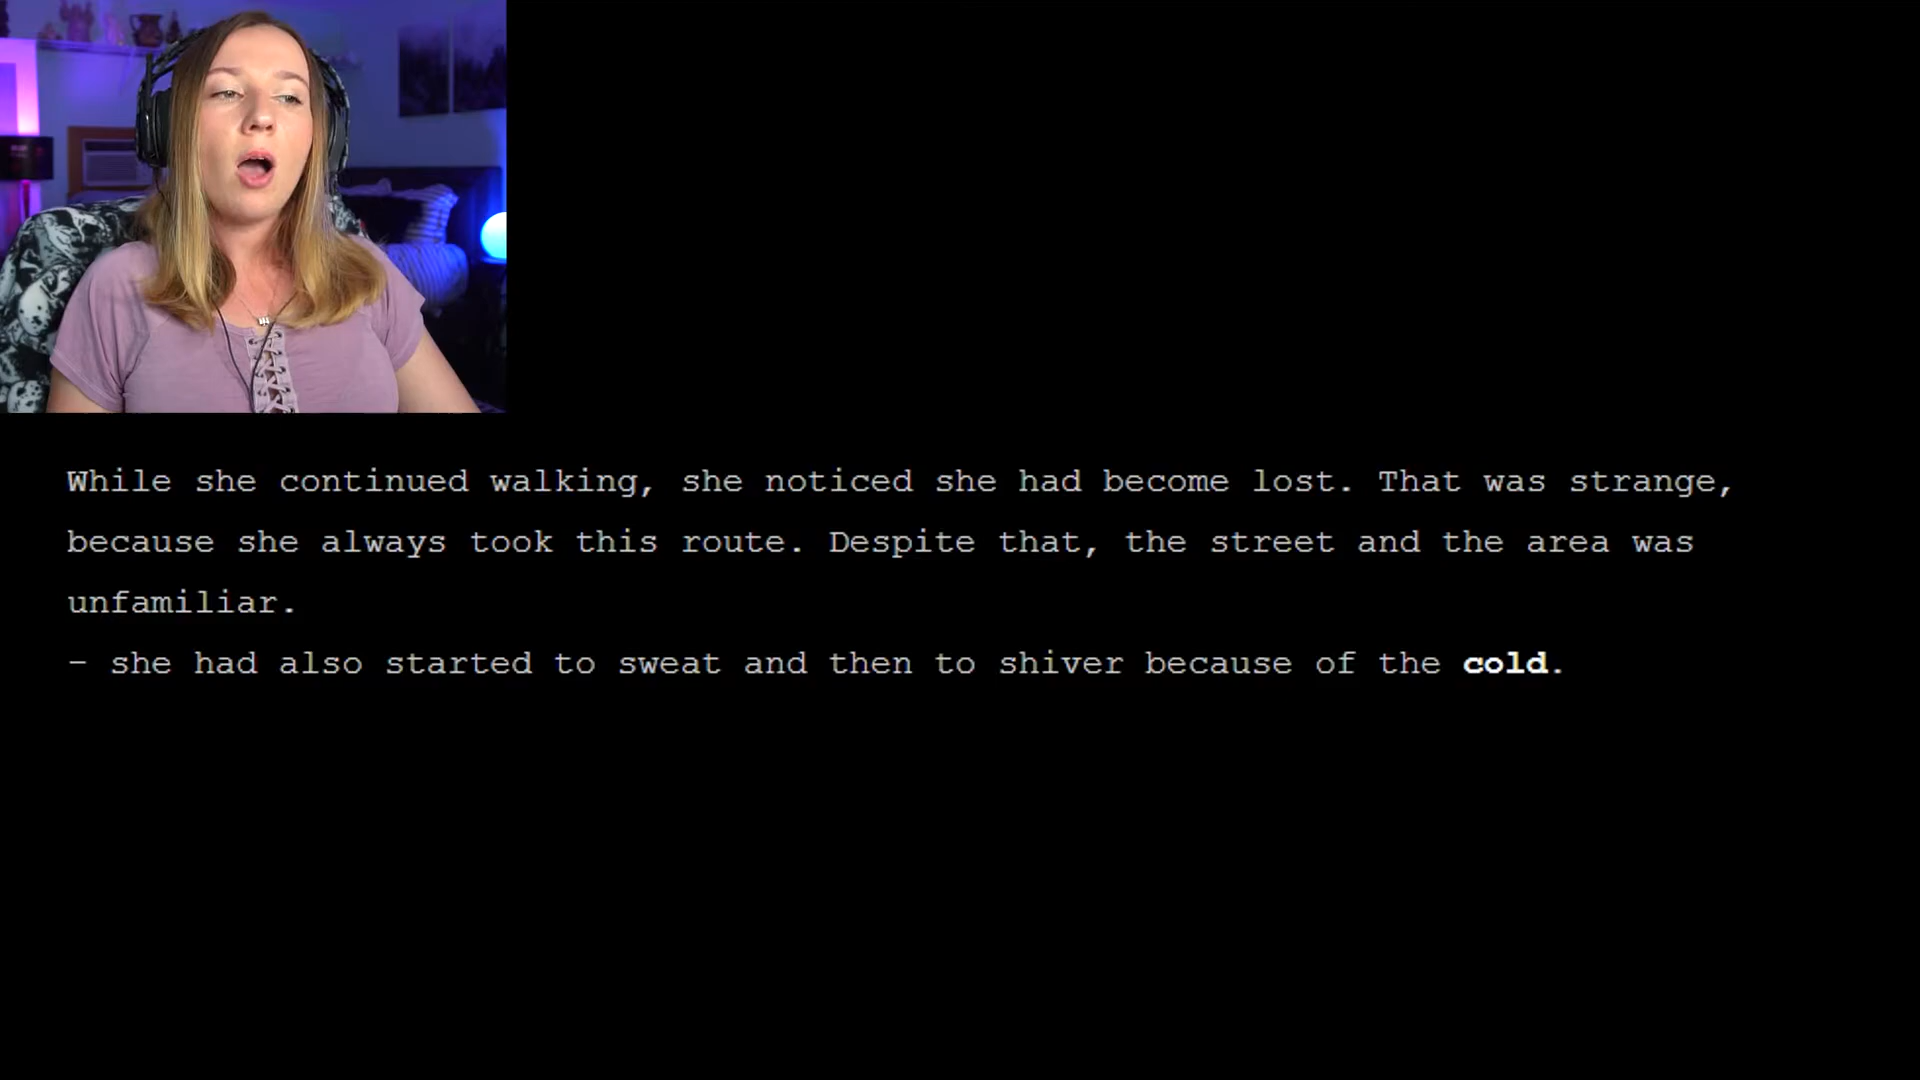 While she continued walking, she noticed she had become lost. That was strange,
because she always took this route. Despite that, the street and the area was
unfamiliar.
- she had also started to sweat and then to shiver because of the cold.